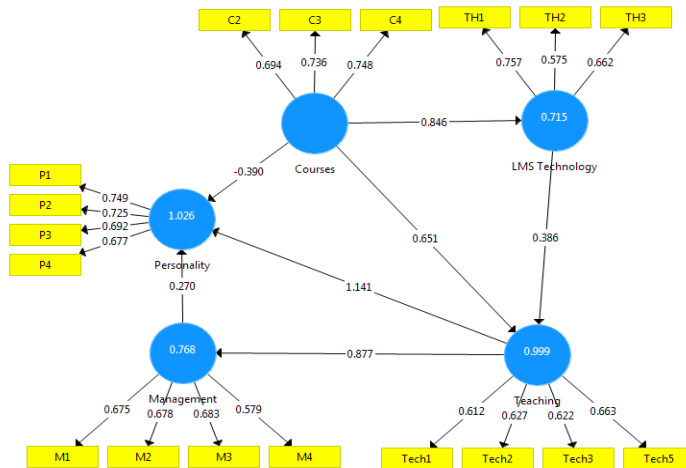 C2 C3 C4 TH1 TH2 TH3
0.694 0.736 0.748 0.757 0.575 0.662
0.846 0.715
Courses LMS Technology
-0.390
P1
P2
P3
P4
0.749
0.725
0.692
0.677
1.026
Personality
0.651 0.386
1.141
0.270
0.768 0.877 0.999
Management Teaching
0.675 0.678 0.683 0.579 0.612 0.627 0.622 0.663
M1 M2 M3 M4 Tech1 Tech2 Tech3 Tech5